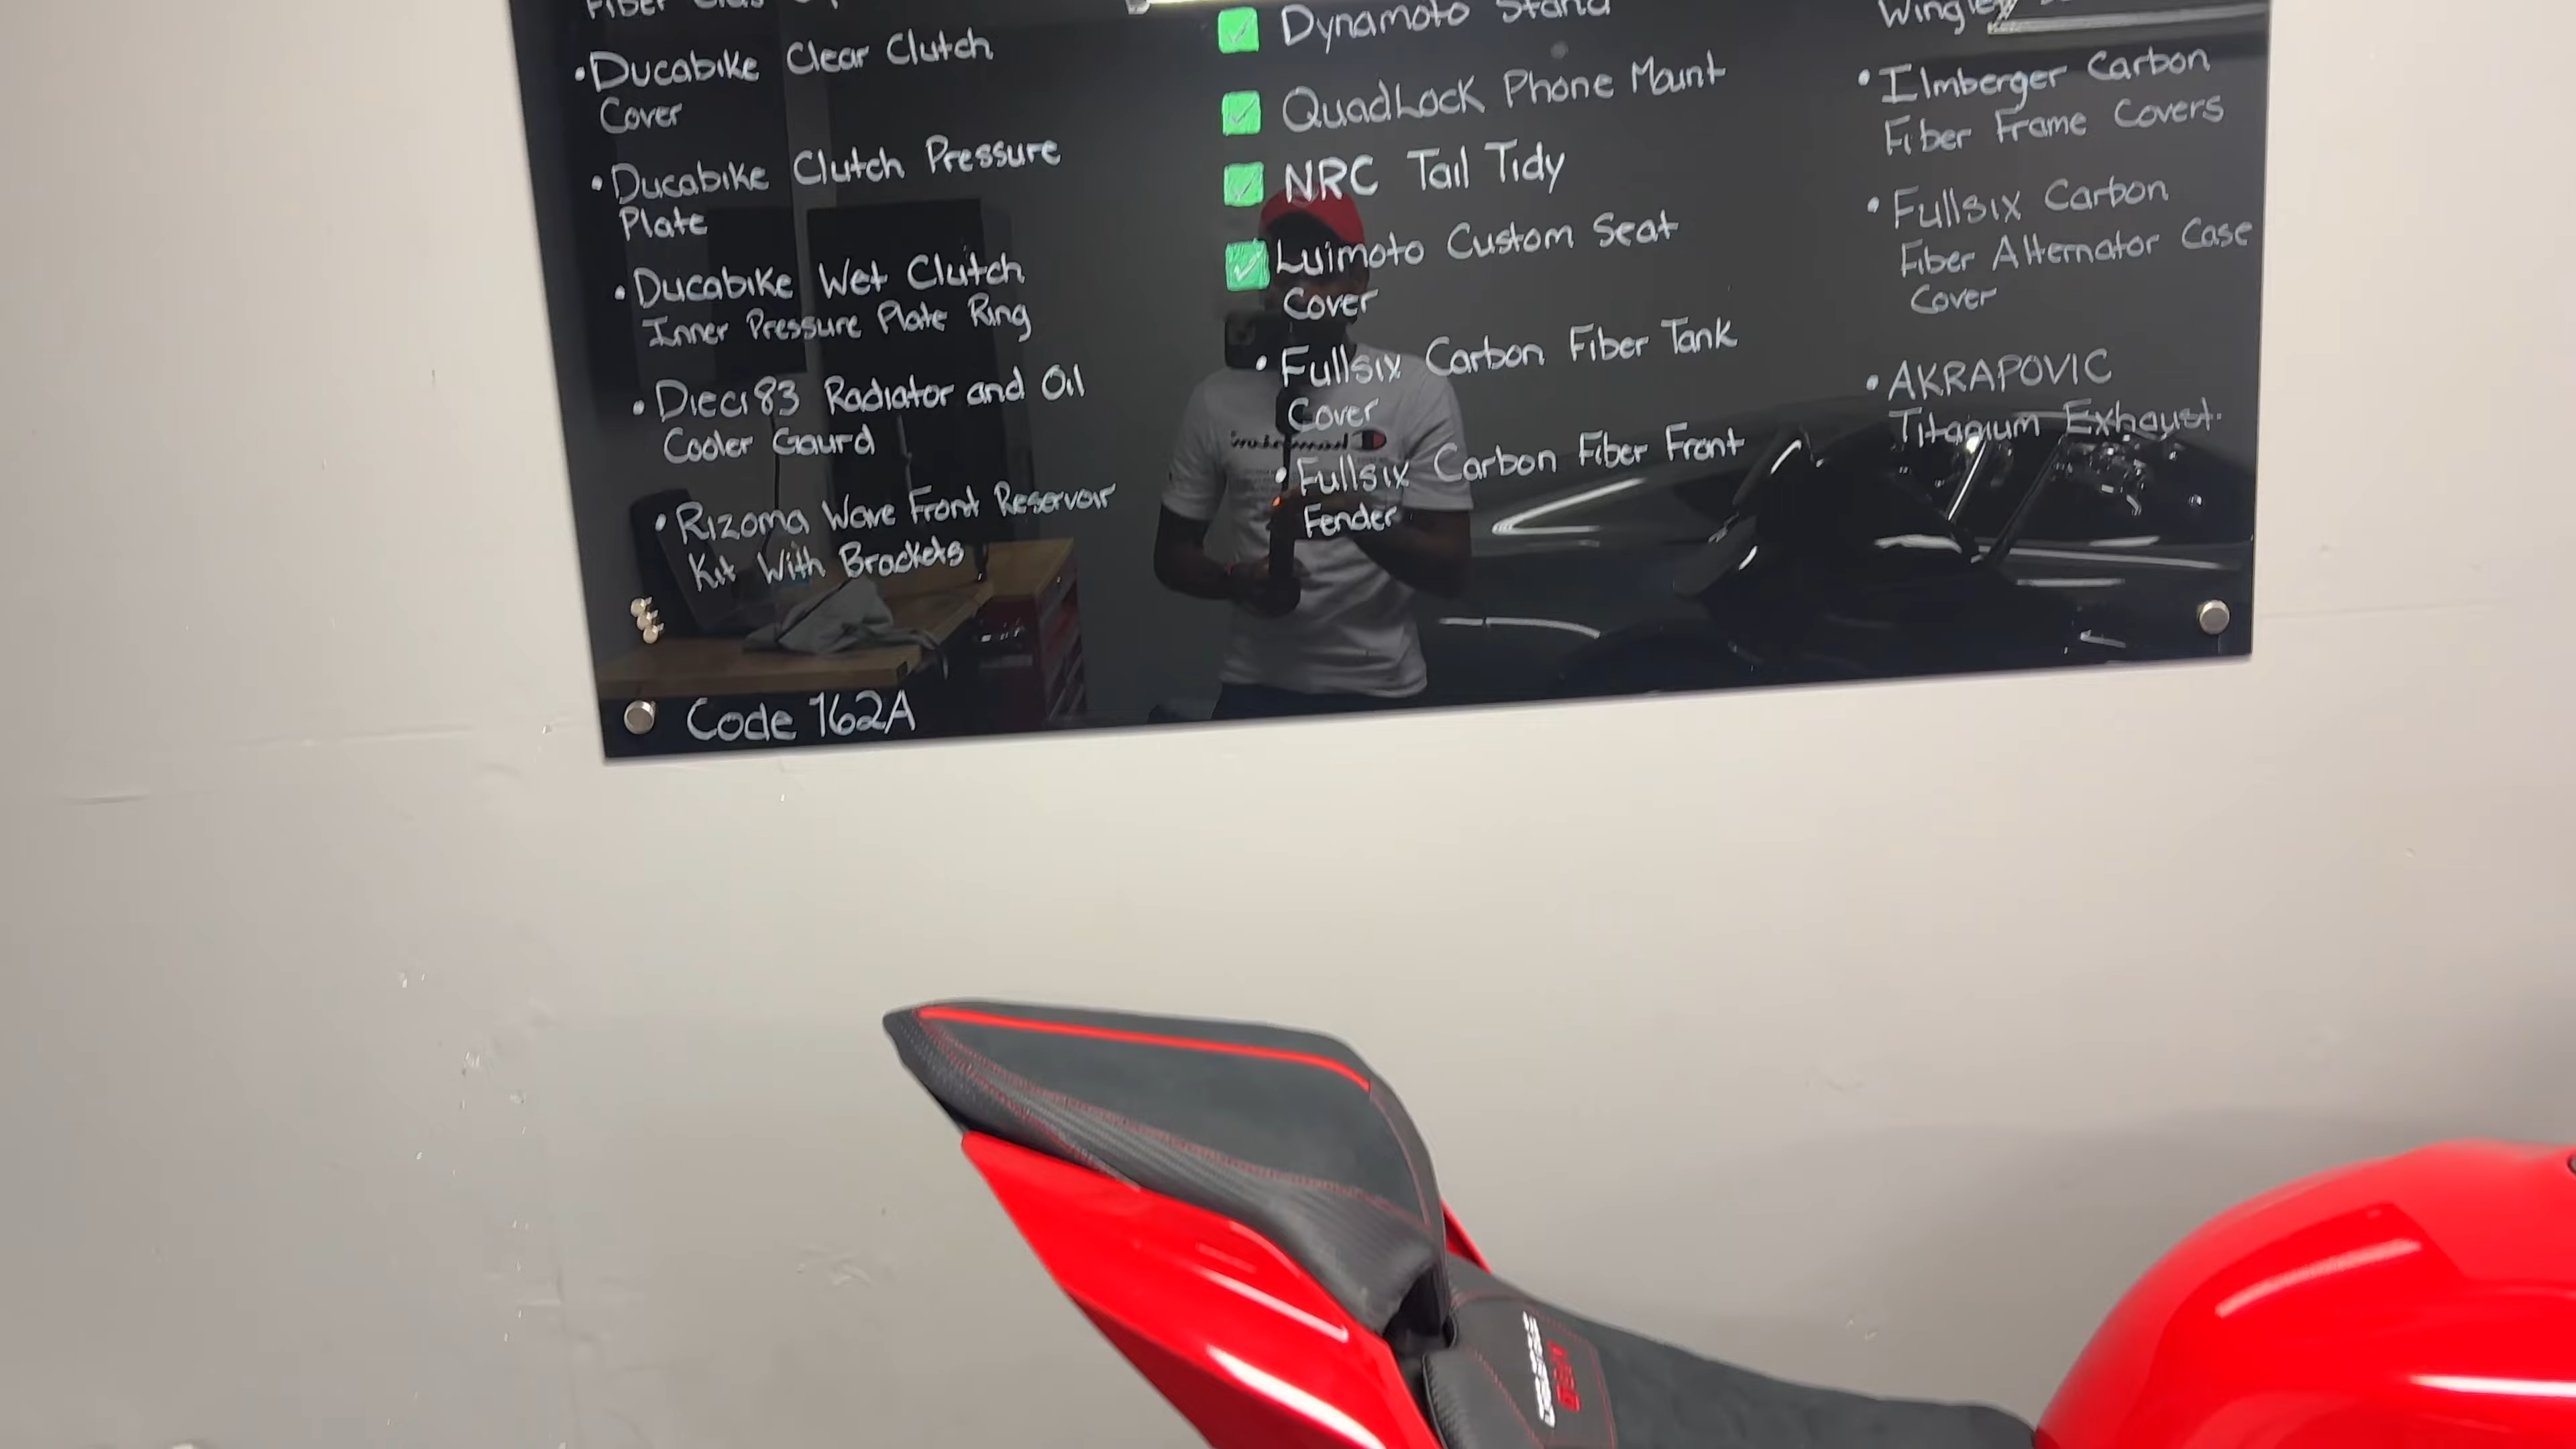 Fiber
• Ducabike Clear Clutch
Cover
• Ducabike Clutch Pressure
Plate
• Ducabike Wet Clutch
Inner Pressure Plate Ring
• Dieci83 Radiator and Oil
Cooler Gaurd
• Rizoma Wave Front Reservoir
Kit With Brackets
Code 162A
Dynamoto Stand
QuadLock Phone Mount
NRC Tail Tidy
Luimoto Custom Seat
Cover
• Fullsix Carbon Fiber Tank
Cover
• Fullsix Carbon Fiber Front
Fender
• Ilmberger Carbon
Fiber Frame Covers
• Fullsix Carbon
Fiber Alternator Case
Cover
• AKRAPOVIC
Titanium Exhaust.